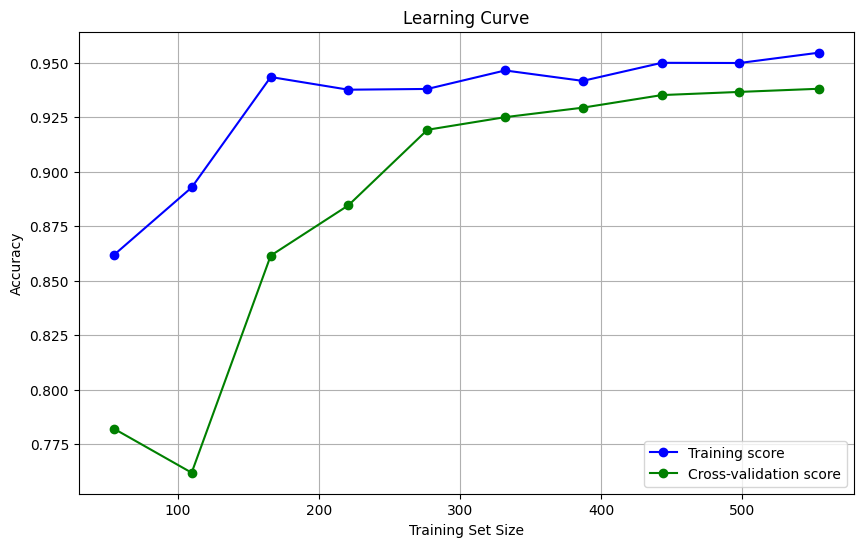 Learning Curve
0.950
0.925
0.900
0.875
0.850
0.825
0.800
0.775
Accuracy
Training score
Cross-validation score
100 200 300 400 500
Training Set Size